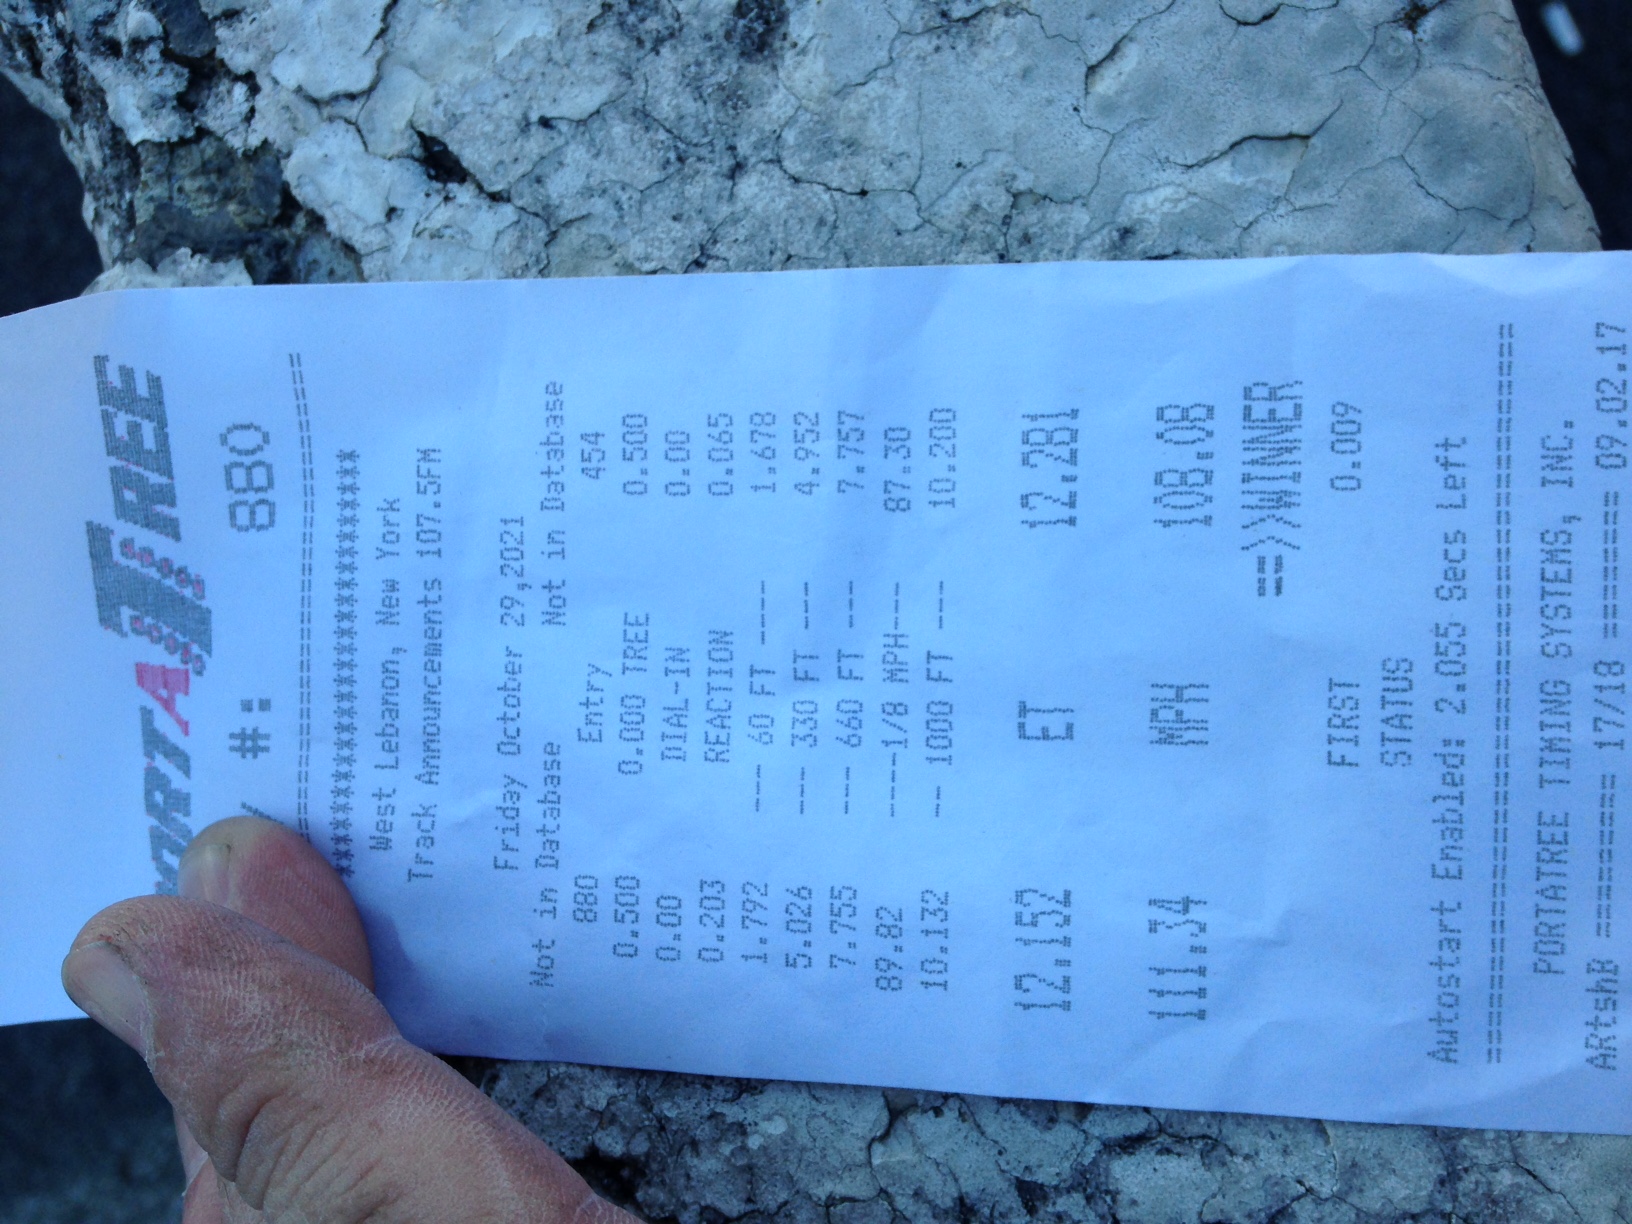 PORTATREE
#: 880
West Lebanon, New York
Track Announcements 107.5FM
Friday October 29,2021
Not in Database Not in Database
880 Entry 454
0.500 0.000 TREE 0.500
0.00 DIAL-IN 0.00
0.203 REACTION 0.065
1.792 --- 60 FT ---- 1.678
5.026 --- 330 FT --- 4.952
7.755 --- 660 FT --- 7.757
89.82 ----1/8 MPH--- 87.30
10.132 -- 1000 FT --- 10.200
12.152 ET 12.281
111.34 MPH 108.08
==>>WINNER
FIRST 0.009
STATUS
Autostart Enabled: 2.055 Secs Left
PORTATREE TIMING SYSTEMS, INC.
ARtshR ========= 17/18 ======= 09.02.17